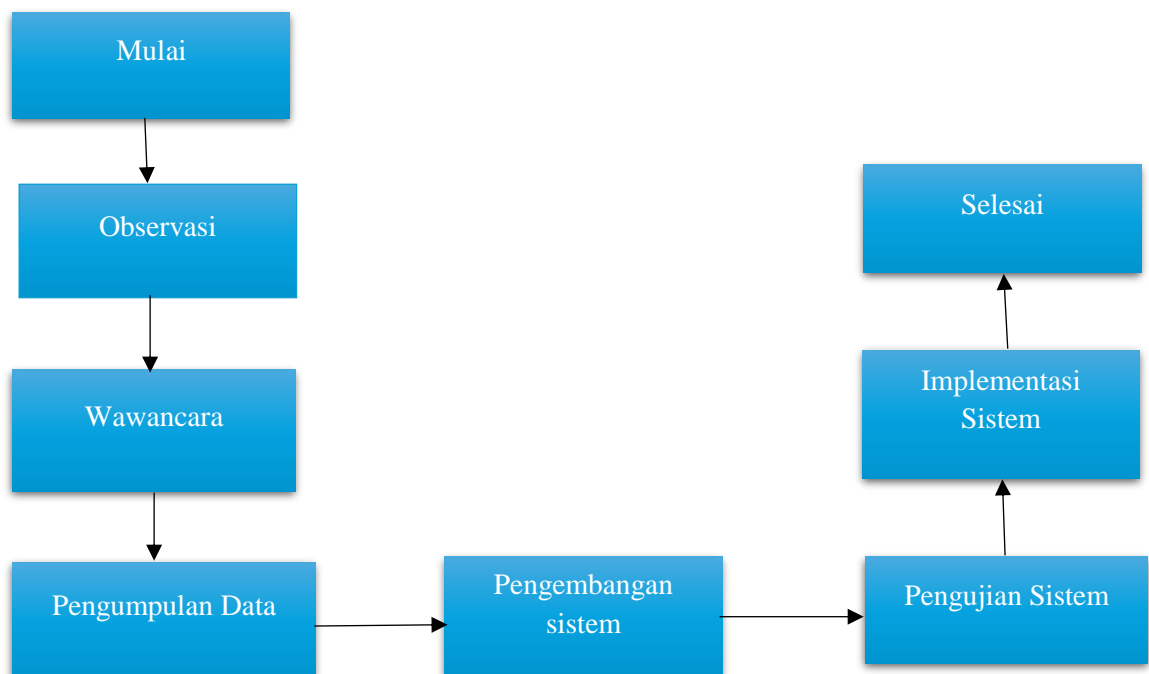 Mulai
Observasi
Wawancara
Pengumpulan Data
Pengembangan
sistem
Pengujian Sistem
Implementasi
Sistem
Selesai